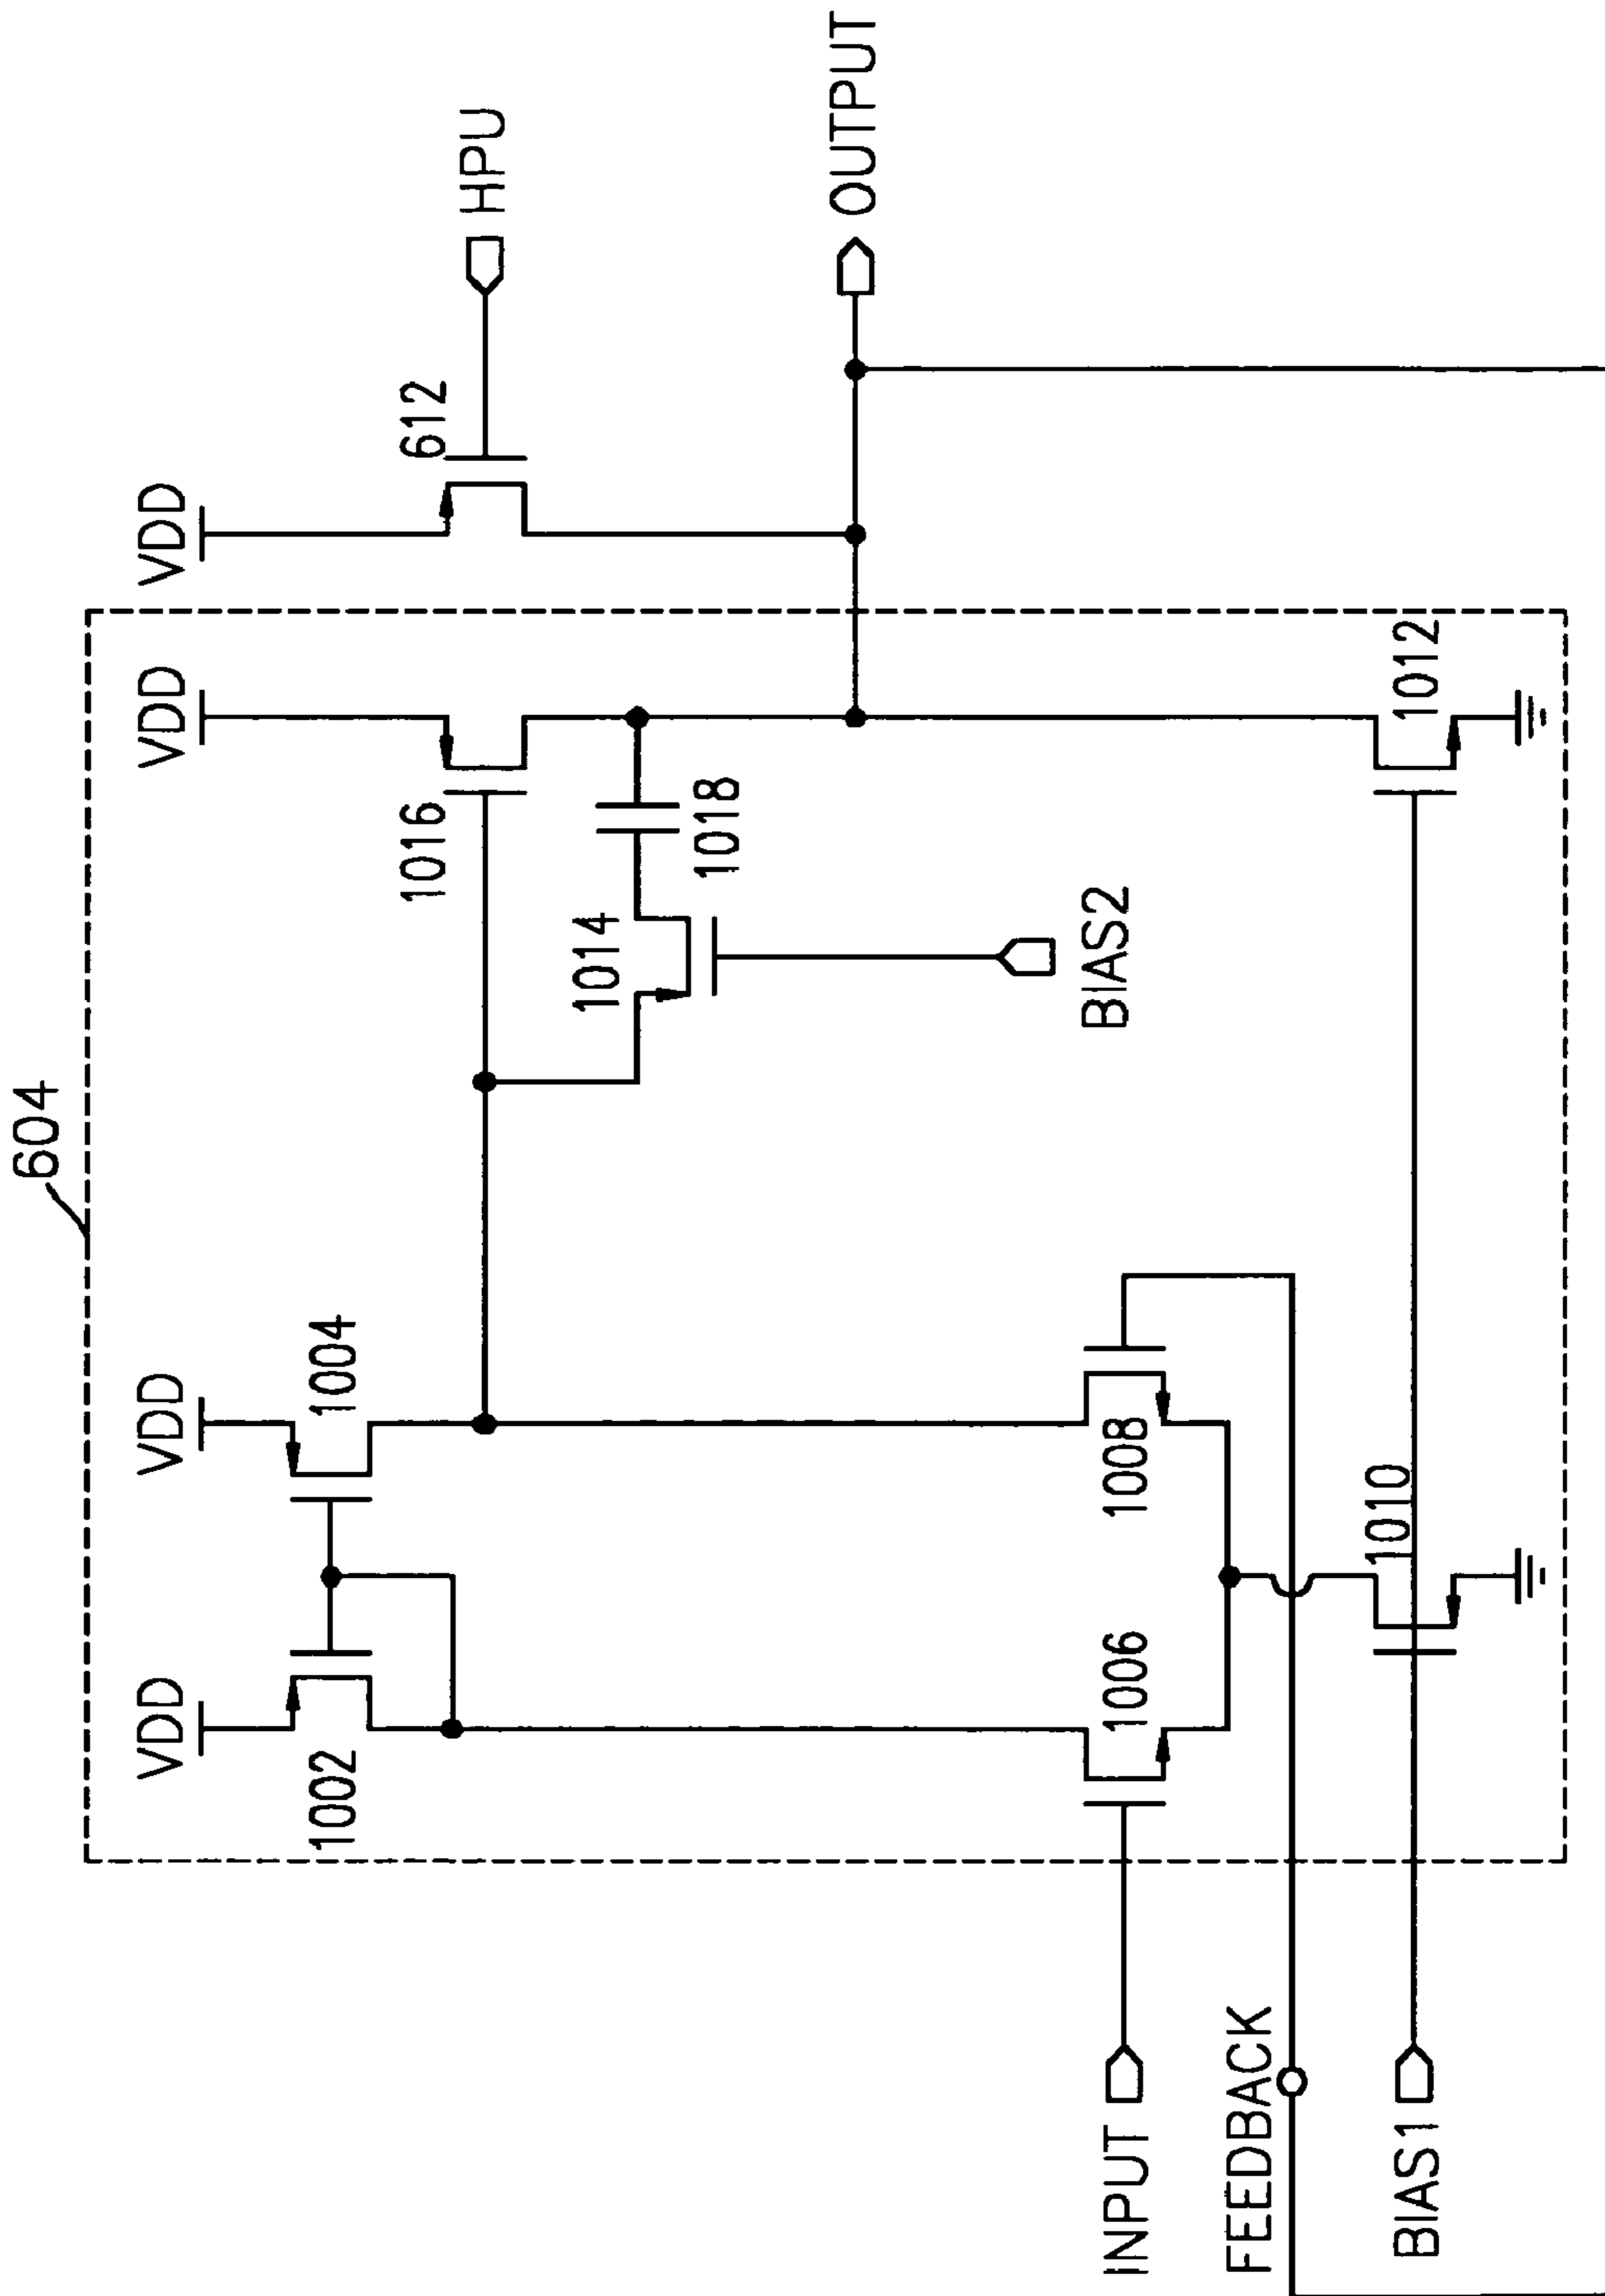 604
VDD
VDD
VDD
VDD
1002
1004
1016
612
HPU
1014
1018
OUTPUT
BIAS2
INPUT
1006
1008
FEEDBACK
1010
1012
BIAS1